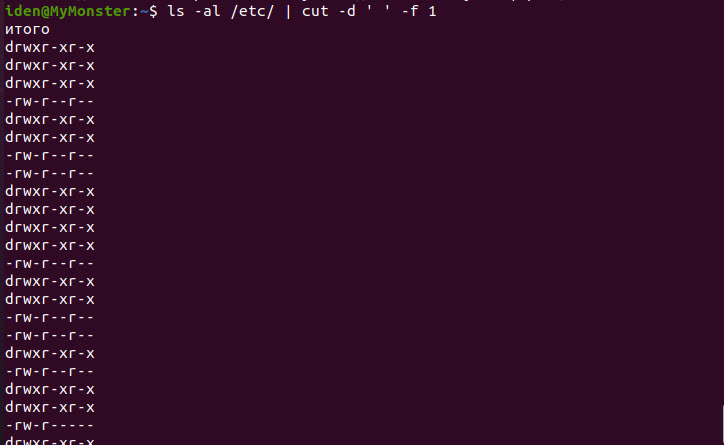 iden@MyMonster:~$ ls -al /etc/ | cut -d ' ' -f 1
итого
drwxr-xr-x
drwxr-xr-x
drwxr-xr-x
-rw-r--r--
drwxr-xr-x
drwxr-xr-x
-rw-r--r--
-rw-r--r--
drwxr-xr-x
drwxr-xr-x
drwxr-xr-x
drwxr-xr-x
-rw-r--r--
drwxr-xr-x
drwxr-xr-x
-rw-r--r--
-rw-r--r--
drwxr-xr-x
-rw-r--r--
drwxr-xr-x
drwxr-xr-x
-rw-r-----
drwxr-xr-x